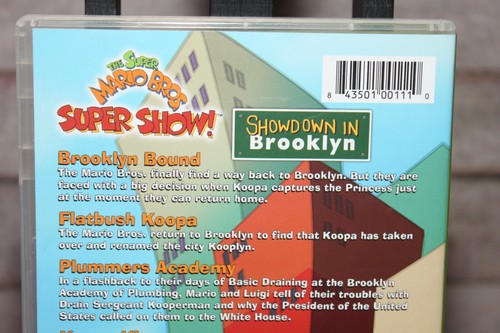 THE SUPER
MARIO BROS.
SUPER SHOW!™
SHOWDOWN IN
Brooklyn
8 43501 00111 0
Brooklyn Bound
The Mario Bros. finally find a way back to Brooklyn. But they are
faced with a big decision when Koopa captures the Princess just
at the moment they can return home.
Flatbush Koopa
The Mario Bros. return to Brooklyn to find that Koopa has taken
over and renamed the city Kooplyn.
Plummers Academy
In a flashback to their days of Basic Draining at the Brooklyn
Academy of Plumbing, Mario and Luigi tell of their troubles with
Drain Sergeant Kooperman and why the President of the United
States called on them to the White House.